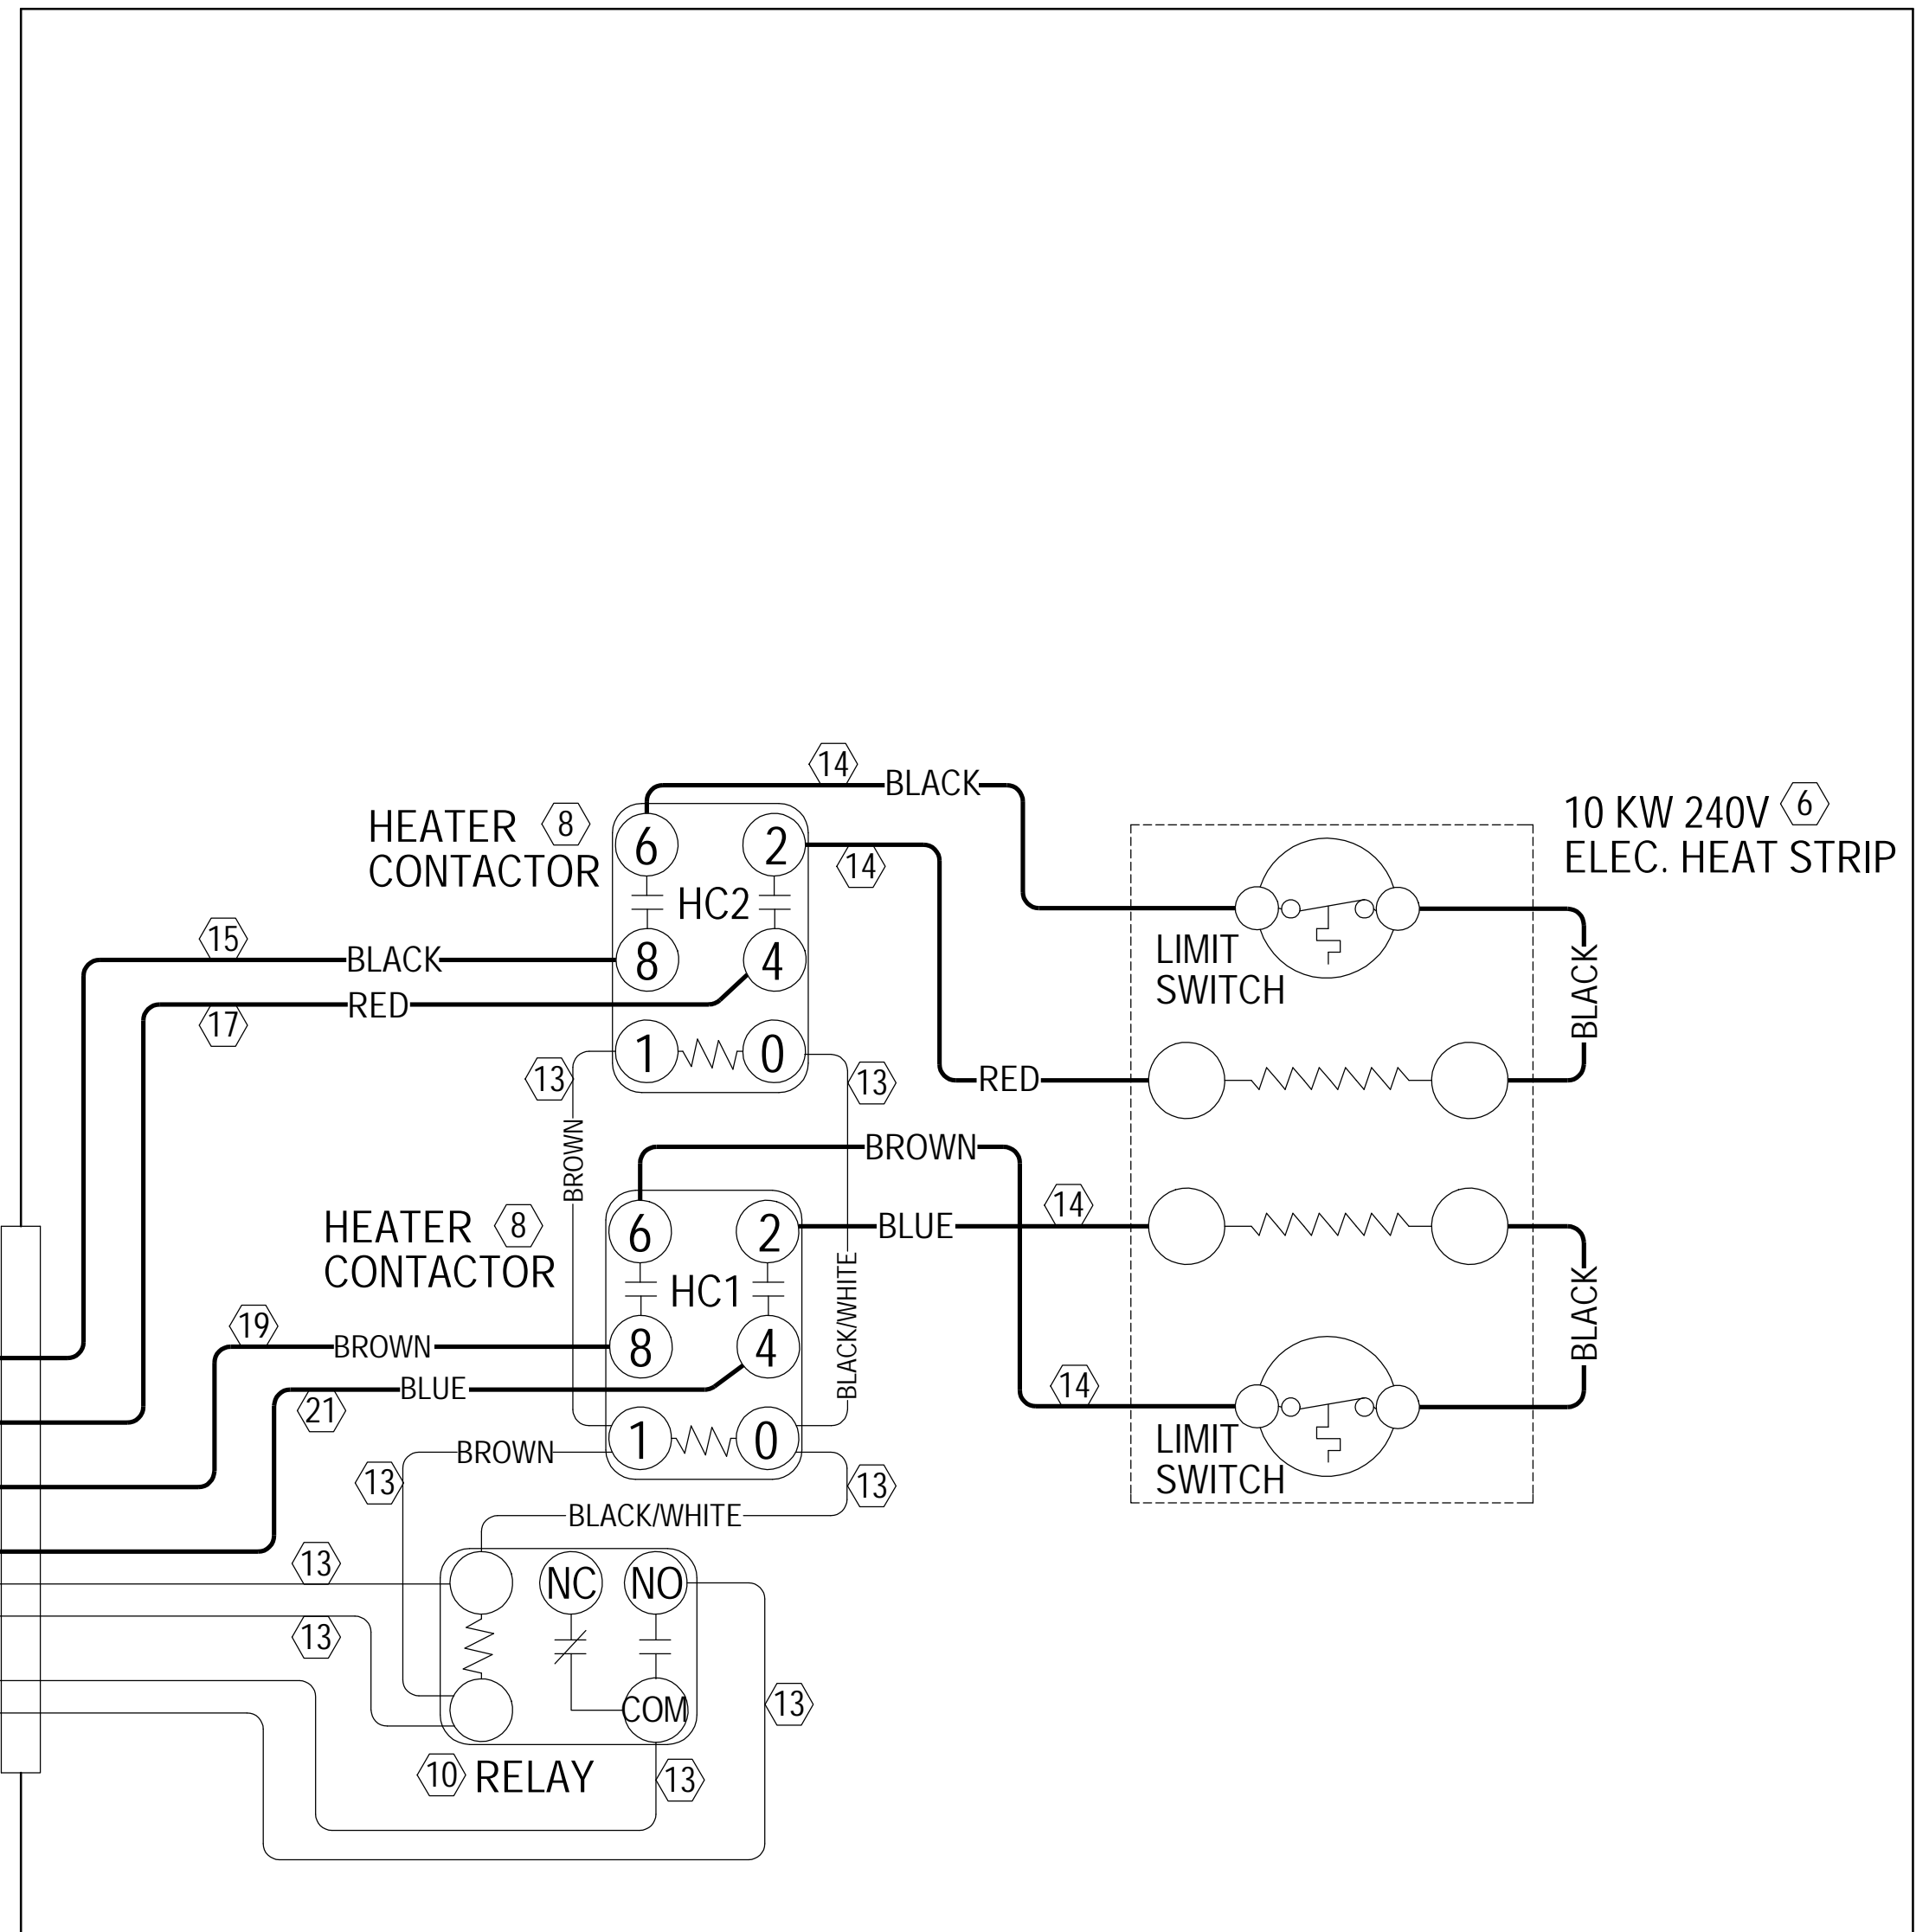 14
BLACK
HEATER 8
CONTACTOR
6 2
14
HC2
8 4
1 0
10 KW 240V 6
ELEC. HEAT STRIP
15
BLACK
RED
17
LIMIT
SWITCH
BLACK
13
13
RED
BROWN
BROWN
HEATER 8
CONTACTOR
6 2
BLUE
14
HC1
8 4
1 0
BLACK/WHITE
BLACK
19
BROWN
BLUE
21
14
LIMIT
SWITCH
BROWN
13
13
BLACK/WHITE
13
NC NO
13
COM
13
10 RELAY
13